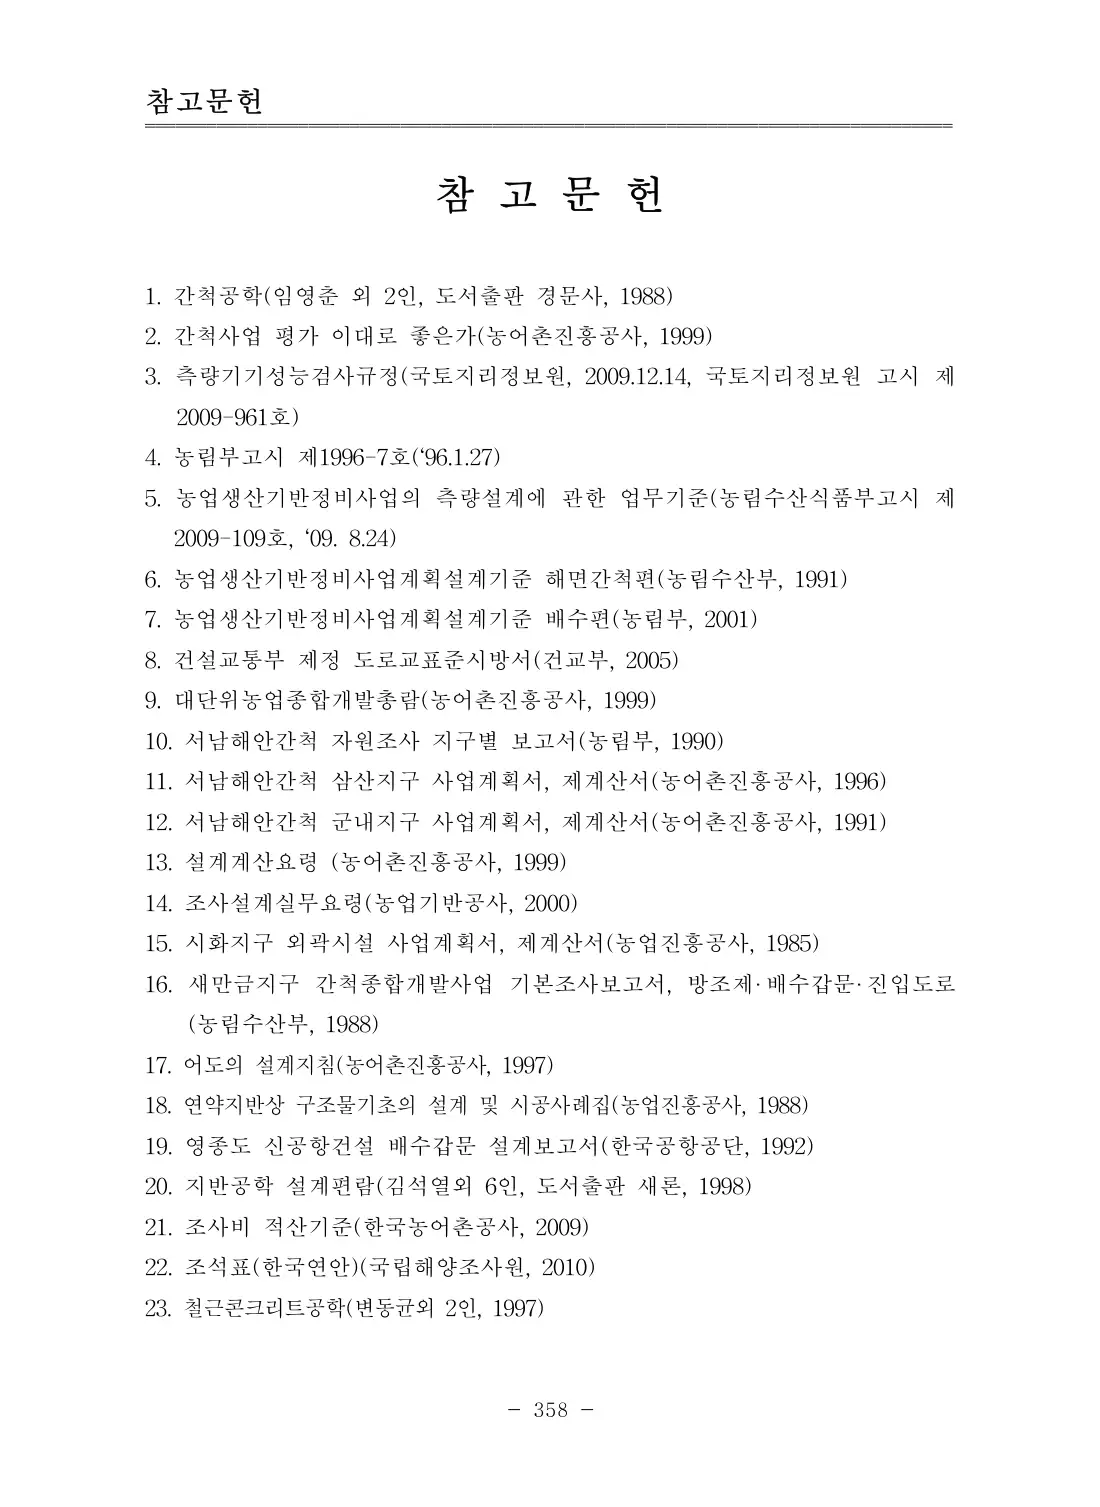 참고문헌
참 고 문 헌
1. 간척공학(임영춘 외 2인, 도서출판 경문사, 1988)
2. 간척사업 평가 이대로 좋은가(농어촌진흥공사, 1999)
3. 측량기기성능검사규정(국토지리정보원, 2009.12.14, 국토지리정보원 고시 제
2009-961호)
4. 농림부고시 제1996-7호(‘96.1.27)
5. 농업생산기반정비사업의 측량설계에 관한 업무기준(농림수산식품부고시 제
2009-109호, ‘09. 8.24)
6. 농업생산기반정비사업계획설계기준 해면간척편(농림수산부, 1991)
7. 농업생산기반정비사업계획설계기준 배수편(농림부, 2001)
8. 건설교통부 제정 도로교표준시방서(건교부, 2005)
9. 대단위농업종합개발총람(농어촌진흥공사, 1999)
10. 서남해안간척 자원조사 지구별 보고서(농림부, 1990)
11. 서남해안간척 삼산지구 사업계획서, 제계산서(농어촌진흥공사, 1996)
12. 서남해안간척 군내지구 사업계획서, 제계산서(농어촌진흥공사, 1991)
13. 설계계산요령 (농어촌진흥공사, 1999)
14. 조사설계실무요령(농업기반공사, 2000)
15. 시화지구 외곽시설 사업계획서, 제계산서(농업진흥공사, 1985)
16. 새만금지구 간척종합개발사업 기본조사보고서, 방조제·배수갑문·진입도로
(농림수산부, 1988)
17. 어도의 설계지침(농어촌진흥공사, 1997)
18. 연약지반상 구조물기초의 설계 및 시공사례집(농업진흥공사, 1988)
19. 영종도 신공항건설 배수갑문 설계보고서(한국공항공단, 1992)
20. 지반공학 설계편람(김석열외 6인, 도서출판 새론, 1998)
21. 조사비 적산기준(한국농어촌공사, 2009)
22. 조석표(한국연안)(국립해양조사원, 2010)
23. 철근콘크리트공학(변동균외 2인, 1997)
- 358 -